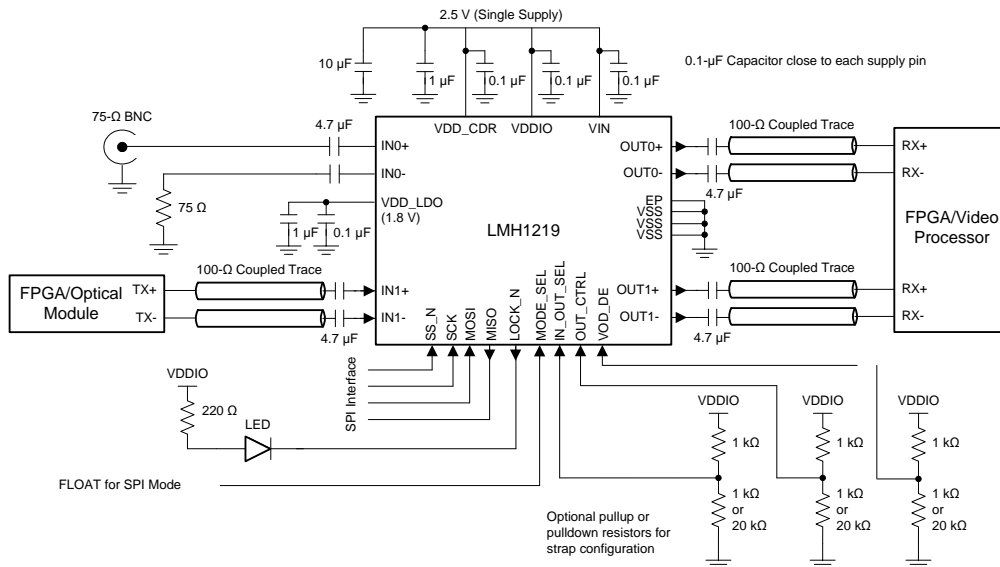 2.5 V (Single Supply)
10 µF
1 µF
0.1 µF
0.1 µF
0.1 µF
0.1-µF Capacitor close to each supply pin
75-Ω BNC
4.7 µF
VDD_CDR
VDDIO
VIN
100-Ω Coupled Trace
IN0+
OUT0+
RX+
IN0-
OUT0-
RX-
4.7 µF
75 Ω
VDD_LDO
(1.8 V)
EP
VSS
VSS
VSS
LMH1219
FPGA/Video
Processor
1 µF
0.1 µF
100-Ω Coupled Trace
100-Ω Coupled Trace
FPGA/Optical
Module
TX+
TX-
IN1+
IN1-
OUT1+
OUT1-
RX+
RX-
4.7 µF
4.7 µF
SS_N
SCK
MOSI
MISO
LOCK_N
MODE_SEL
IN_OUT_SEL
OUT_CTRL
VOD_DE
SPI Interface
VDDIO
220 Ω
LED
VDDIO
VDDIO
VDDIO
1 kΩ
1 kΩ
1 kΩ
FLOAT for SPI Mode
1 kΩ
or
20 kΩ
1 kΩ
or
20 kΩ
1 kΩ
or
20 kΩ
Optional pullup or
pulldown resistors for
strap configuration